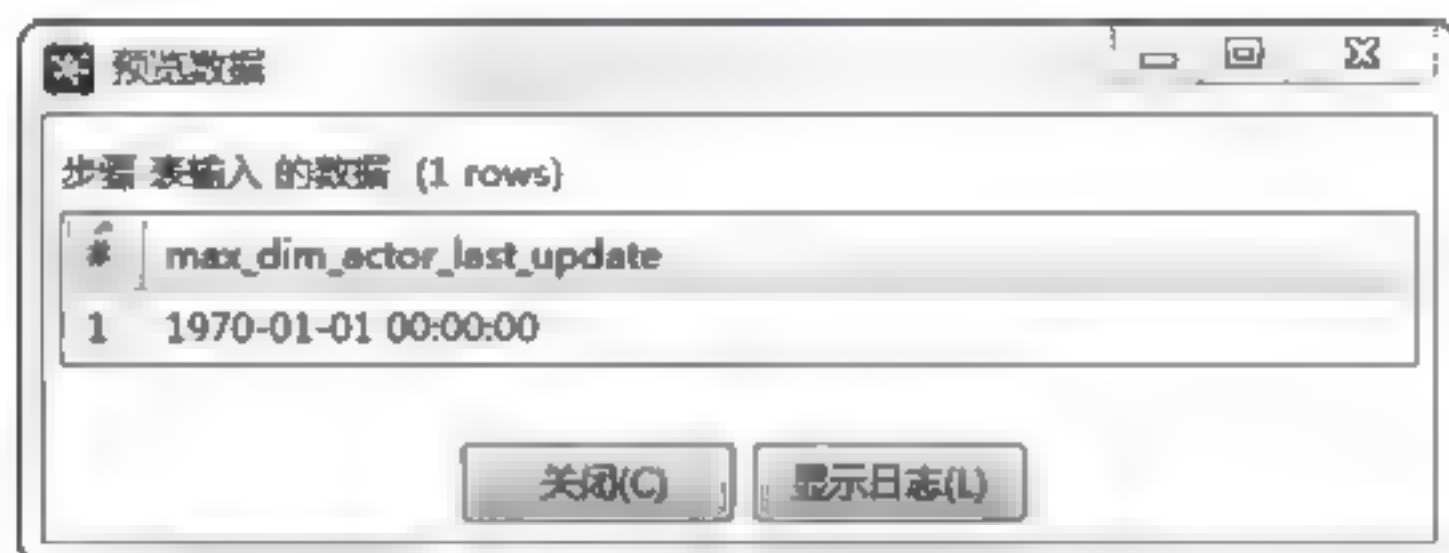 预览数据
步骤 表输入 的数据 (1 rows)
# max_dim_actor_last_update
1 1970-01-01 00:00:00
关闭(C) 显示日志(L)